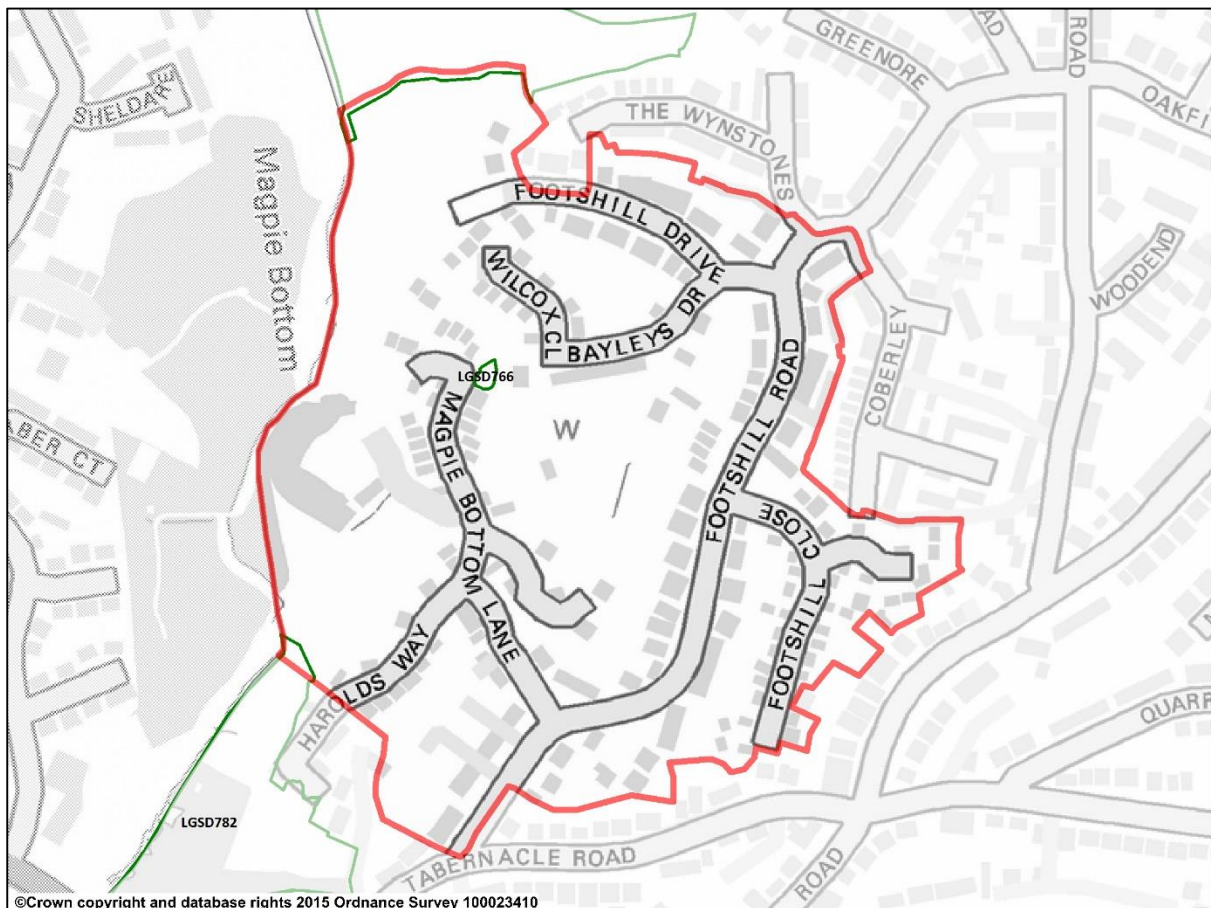 GREENORE
ROAD
OAKFI
SHELDARE
THE WYNSTONES
Magpie Bottom
FOOTSHILL DRIVE
WOODEND
WILCOX CL
BAYLEYS DR
COBERLEY
LGSD766
W
FOOTSHILL ROAD
MAGPIE BOTTOM LANE
ABER CT
FOOTSHILL CLOSE
HAROLDS WAY
QUARR
LGSD782
TABERNACLE ROAD
ROAD
©Crown copyright and database rights 2015 Ordnance Survey 100023410